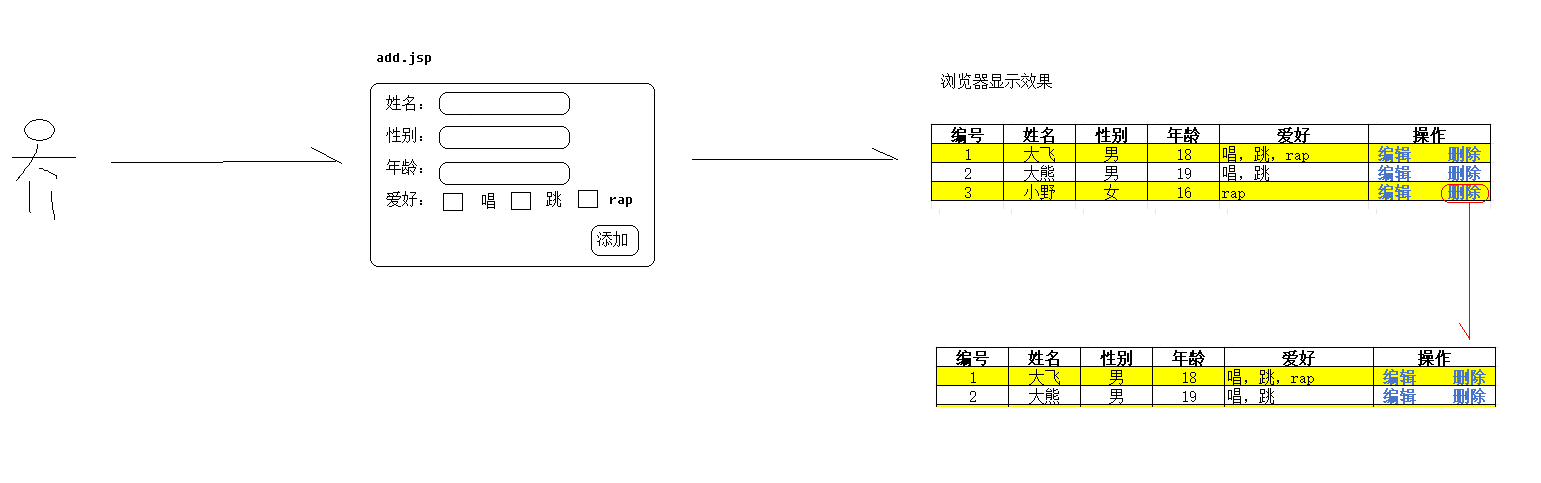 add.jsp
姓名：
性别：
年龄：
爱好： 唱 跳 rap
添加
浏览器显示效果
编号 姓名 性别 年龄 爱好 操作
1 大飞 男 18 唱，跳，rap 编辑 删除
2 大熊 男 19 唱，跳 编辑 删除
3 小野 女 16 rap 编辑 删除
编号 姓名 性别 年龄 爱好 操作
1 大飞 男 18 唱，跳，rap 编辑 删除
2 大熊 男 19 唱，跳 编辑 删除